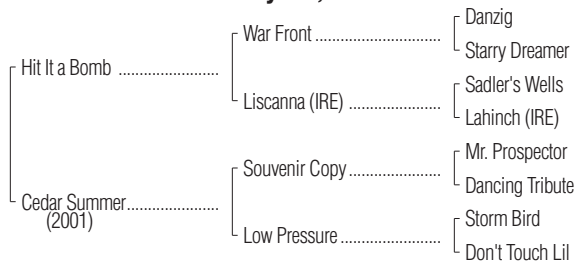 Danzig
War Front
Starry Dreamer
Hit It a Bomb
Sadler's Wells
Liscanna (IRE)
Lahinch (IRE)
Mr. Prospector
Souvenir Copy
Dancing Tribute
Cedar Summer
(2001)
Storm Bird
Low Pressure
Don't Touch Lil